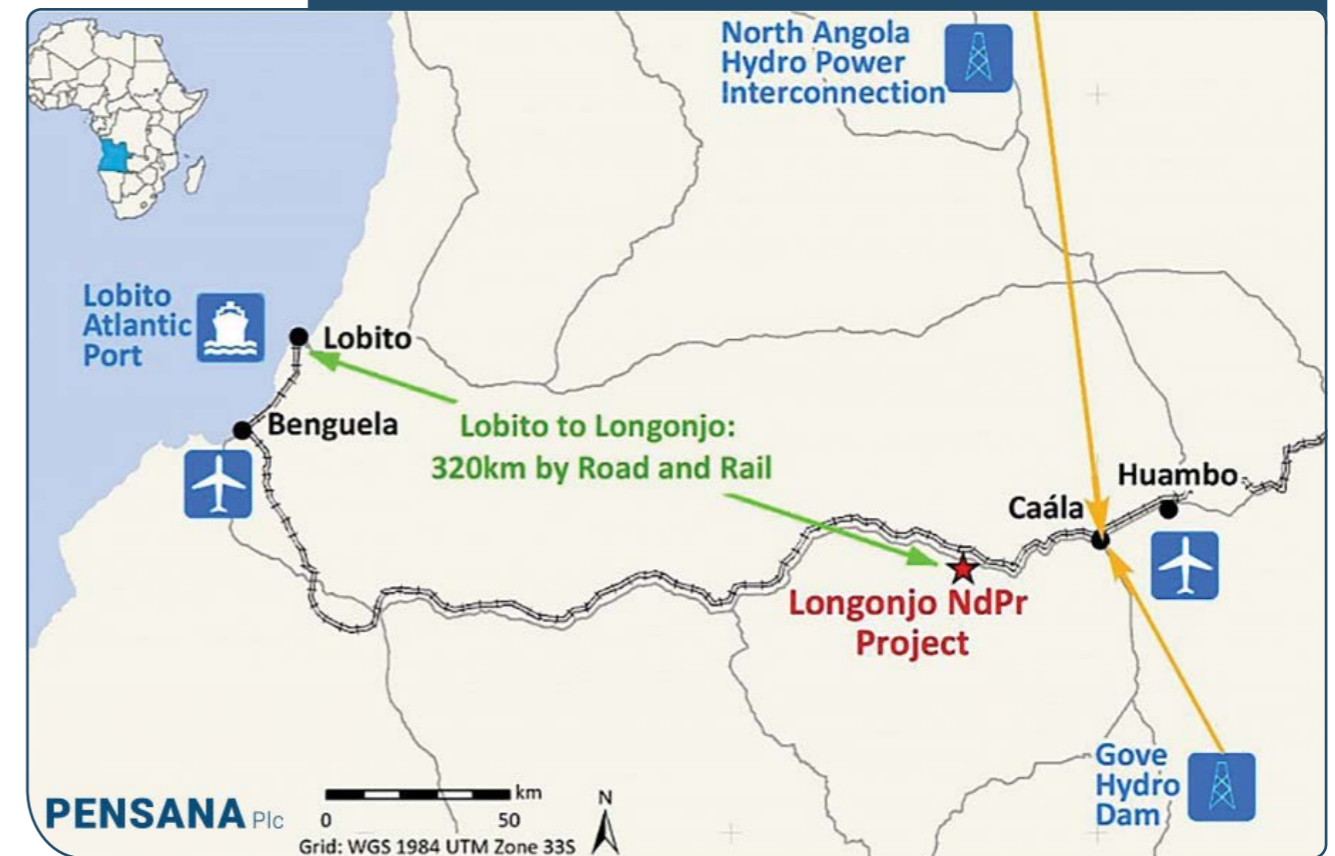 North Angola
Hydro Power
Interconnection
Lobito
Atlantic
Port
Lobito
Benguela
Lobito to Longonjo:
320km by Road and Rail
Huambo
Caála
Longonjo NdPr
Project
Gove
Hydro
Dam
PENSANA Plc
km
0 50
N
Grid: WGS 1984 UTM Zone 33S